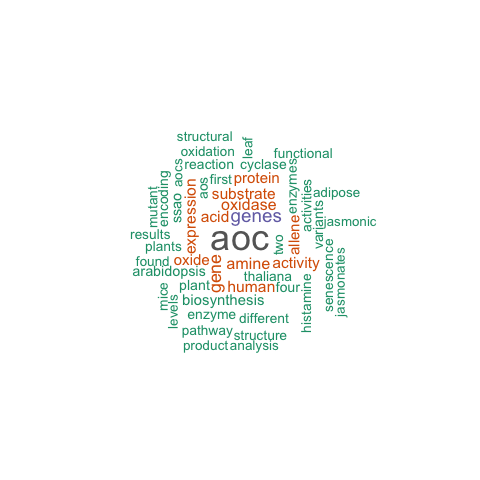 structural
leaf
oxidation
functional
reaction
cyclase
aocs
enzymes
first
protein
aos
encoding
mutant
expression
substrate
activities
adipose
ssao
oxidase
variants
acid
genes
allene
jasmonic
results
aoc
two
plants
found
oxide
amine
activity
senescence
jasmonates
arabidopsis
gene
thaliana
plant
human
four
mice
levels
biosynthesis
histamine
enzyme
different
pathway
structure
product
analysis